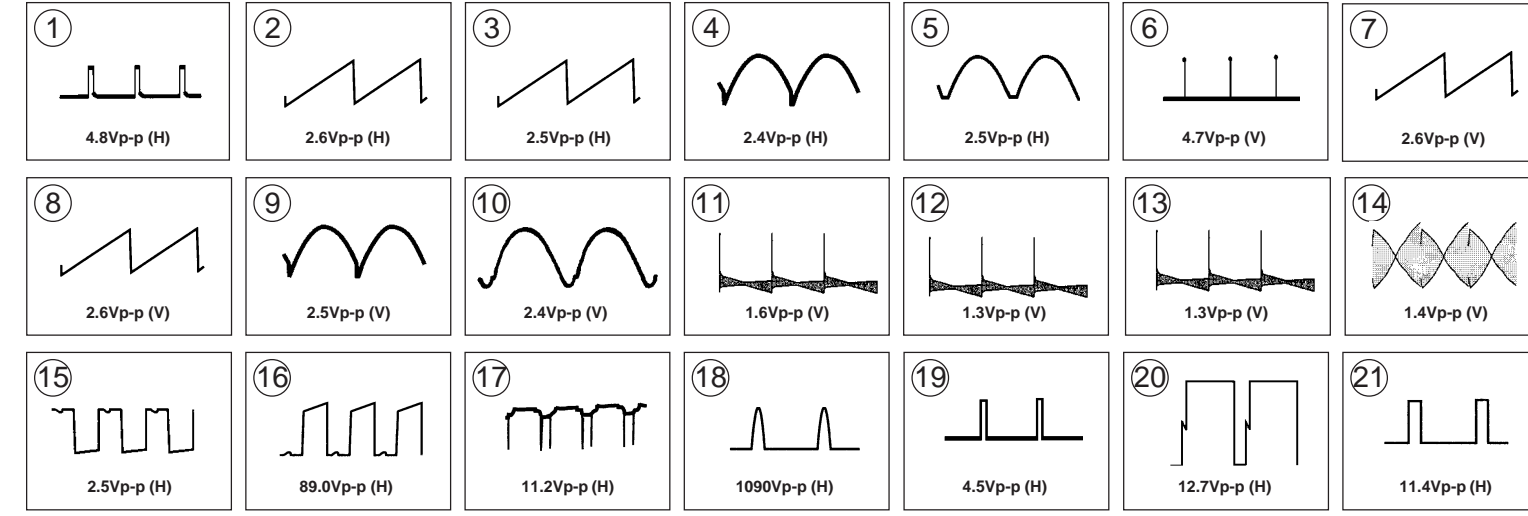 1
4.8Vp-p (H)
2
2.6Vp-p (H)
3
2.5Vp-p (H)
4
2.4Vp-p (H)
5
2.5Vp-p (H)
6
4.7Vp-p (V)
7
2.6Vp-p (V)
8
2.6Vp-p (V)
9
2.5Vp-p (V)
10
2.4Vp-p (V)
11
1.6Vp-p (V)
12
1.3Vp-p (V)
13
1.3Vp-p (V)
14
1.4Vp-p (V)
15
2.5Vp-p (H)
16
89.0Vp-p (H)
17
11.2Vp-p (H)
18
1090Vp-p (H)
19
4.5Vp-p (H)
20
12.7Vp-p (H)
21
11.4Vp-p (H)